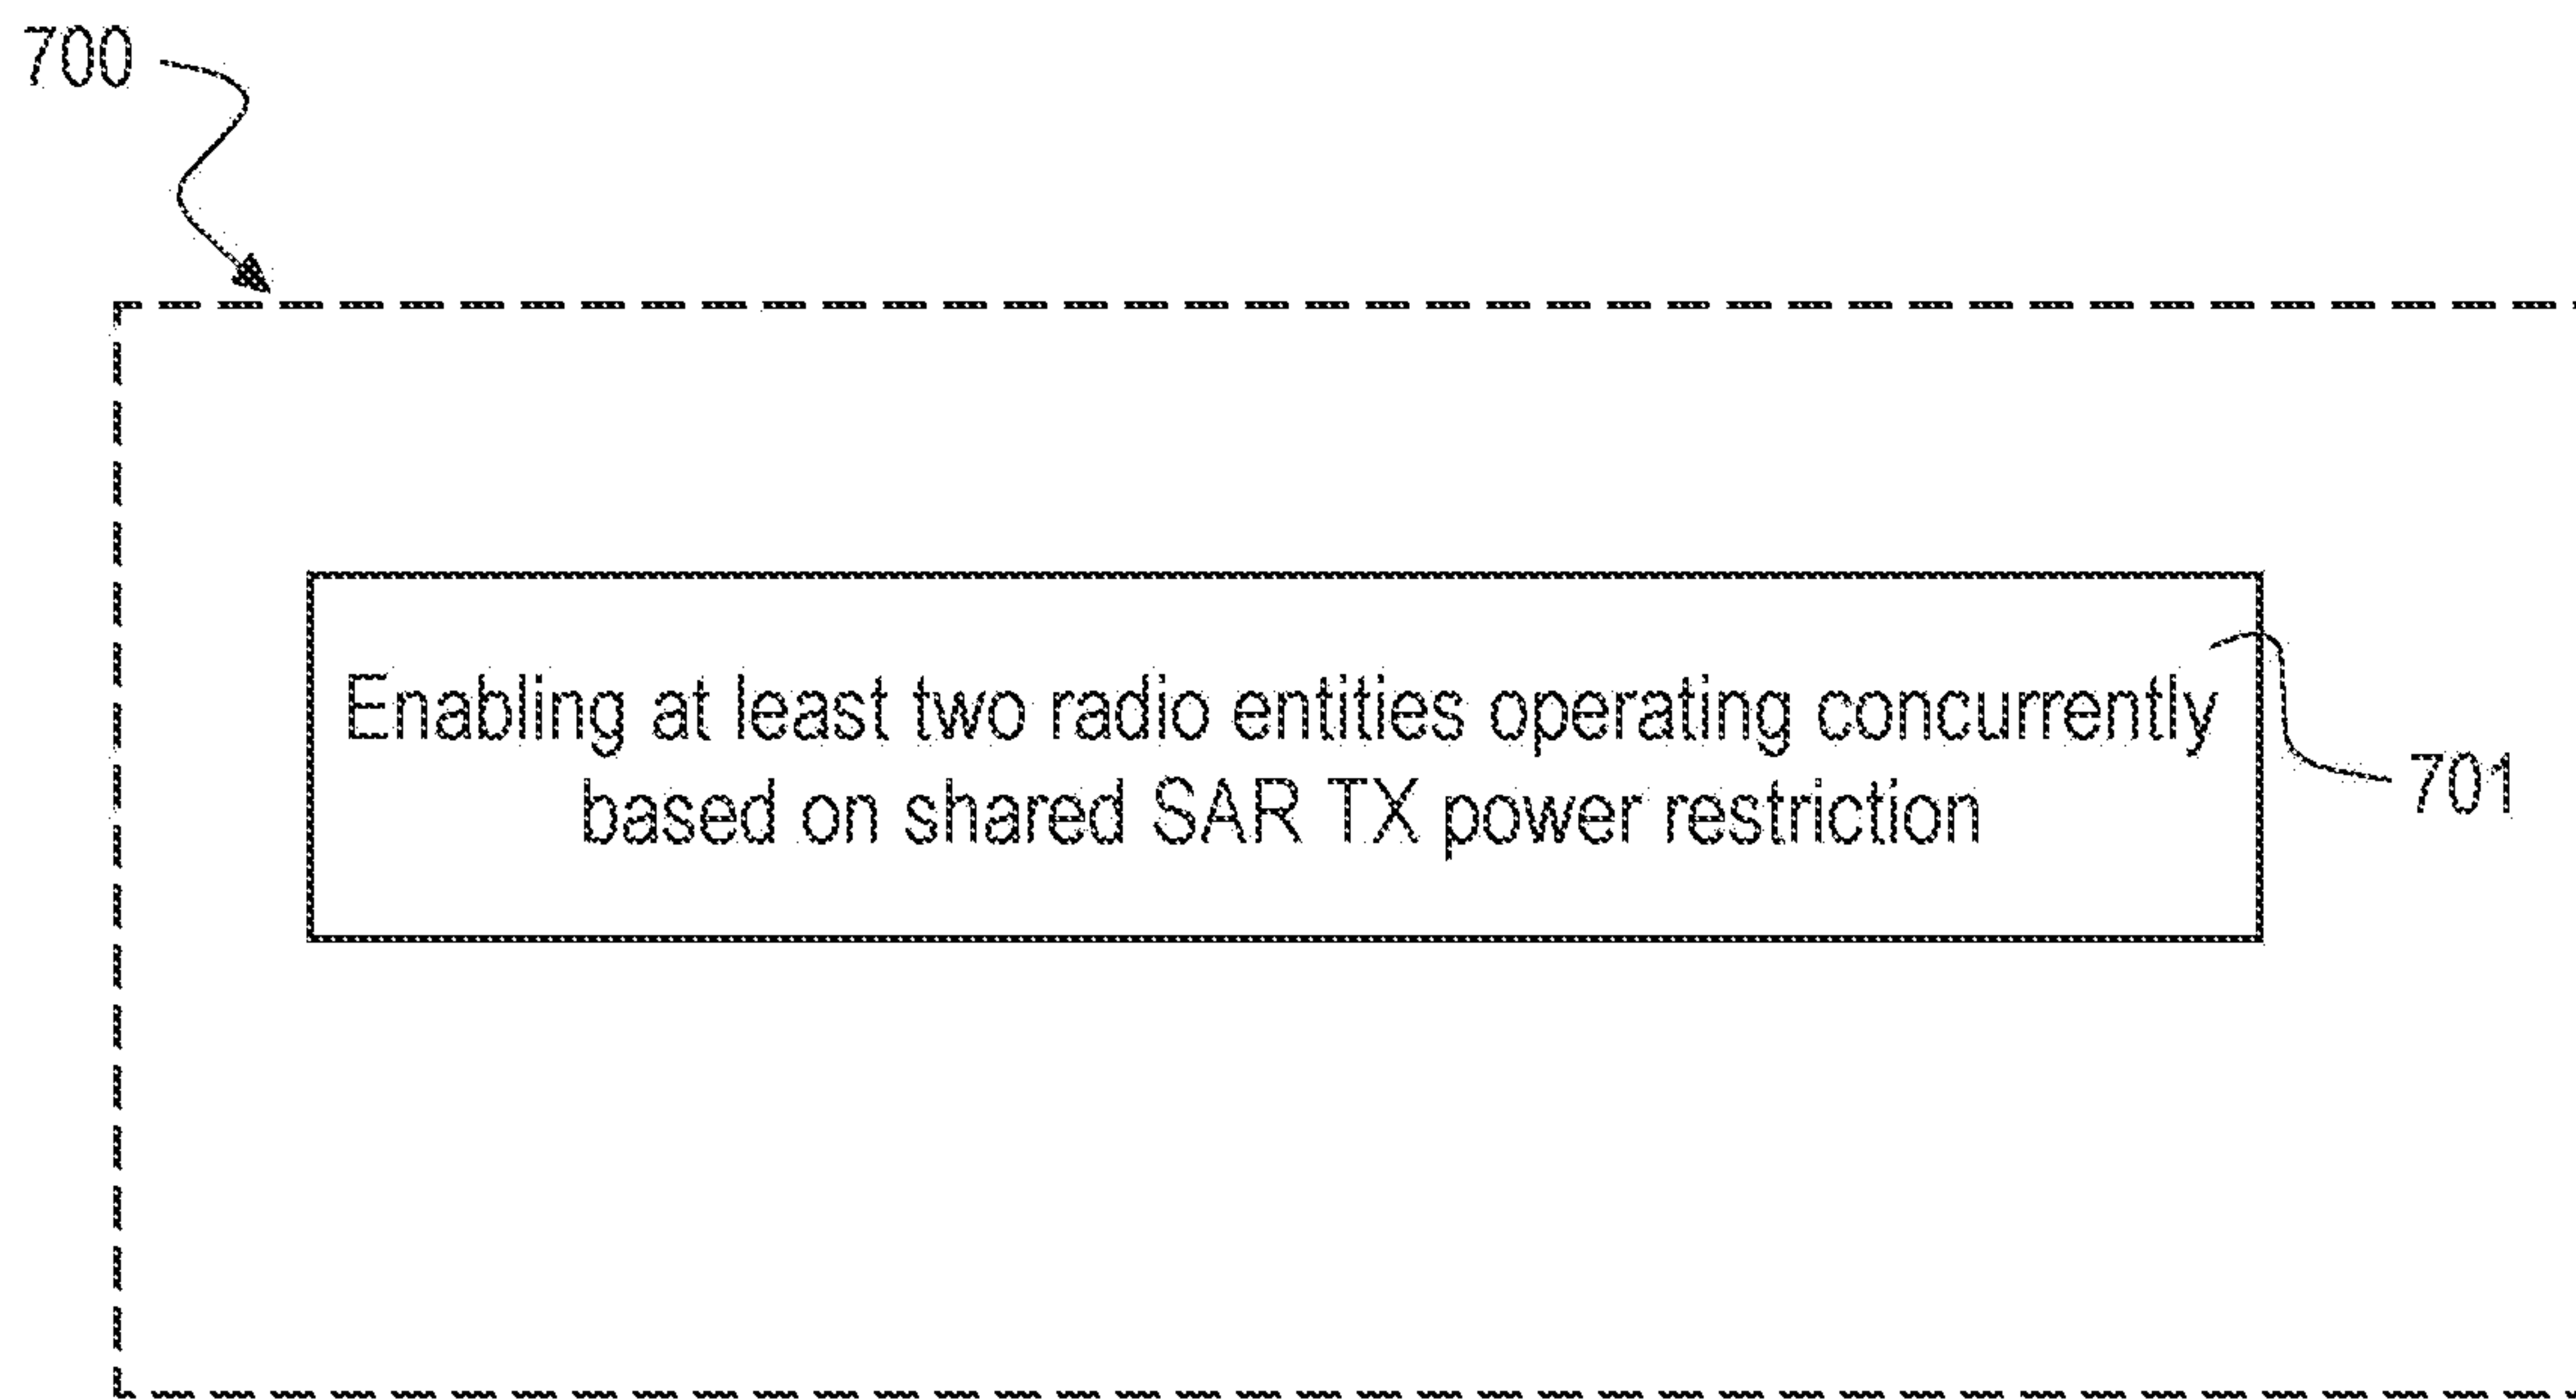 700
Enabling at least two radio entities operating concurrently
based on shared SAR TX power restriction
701